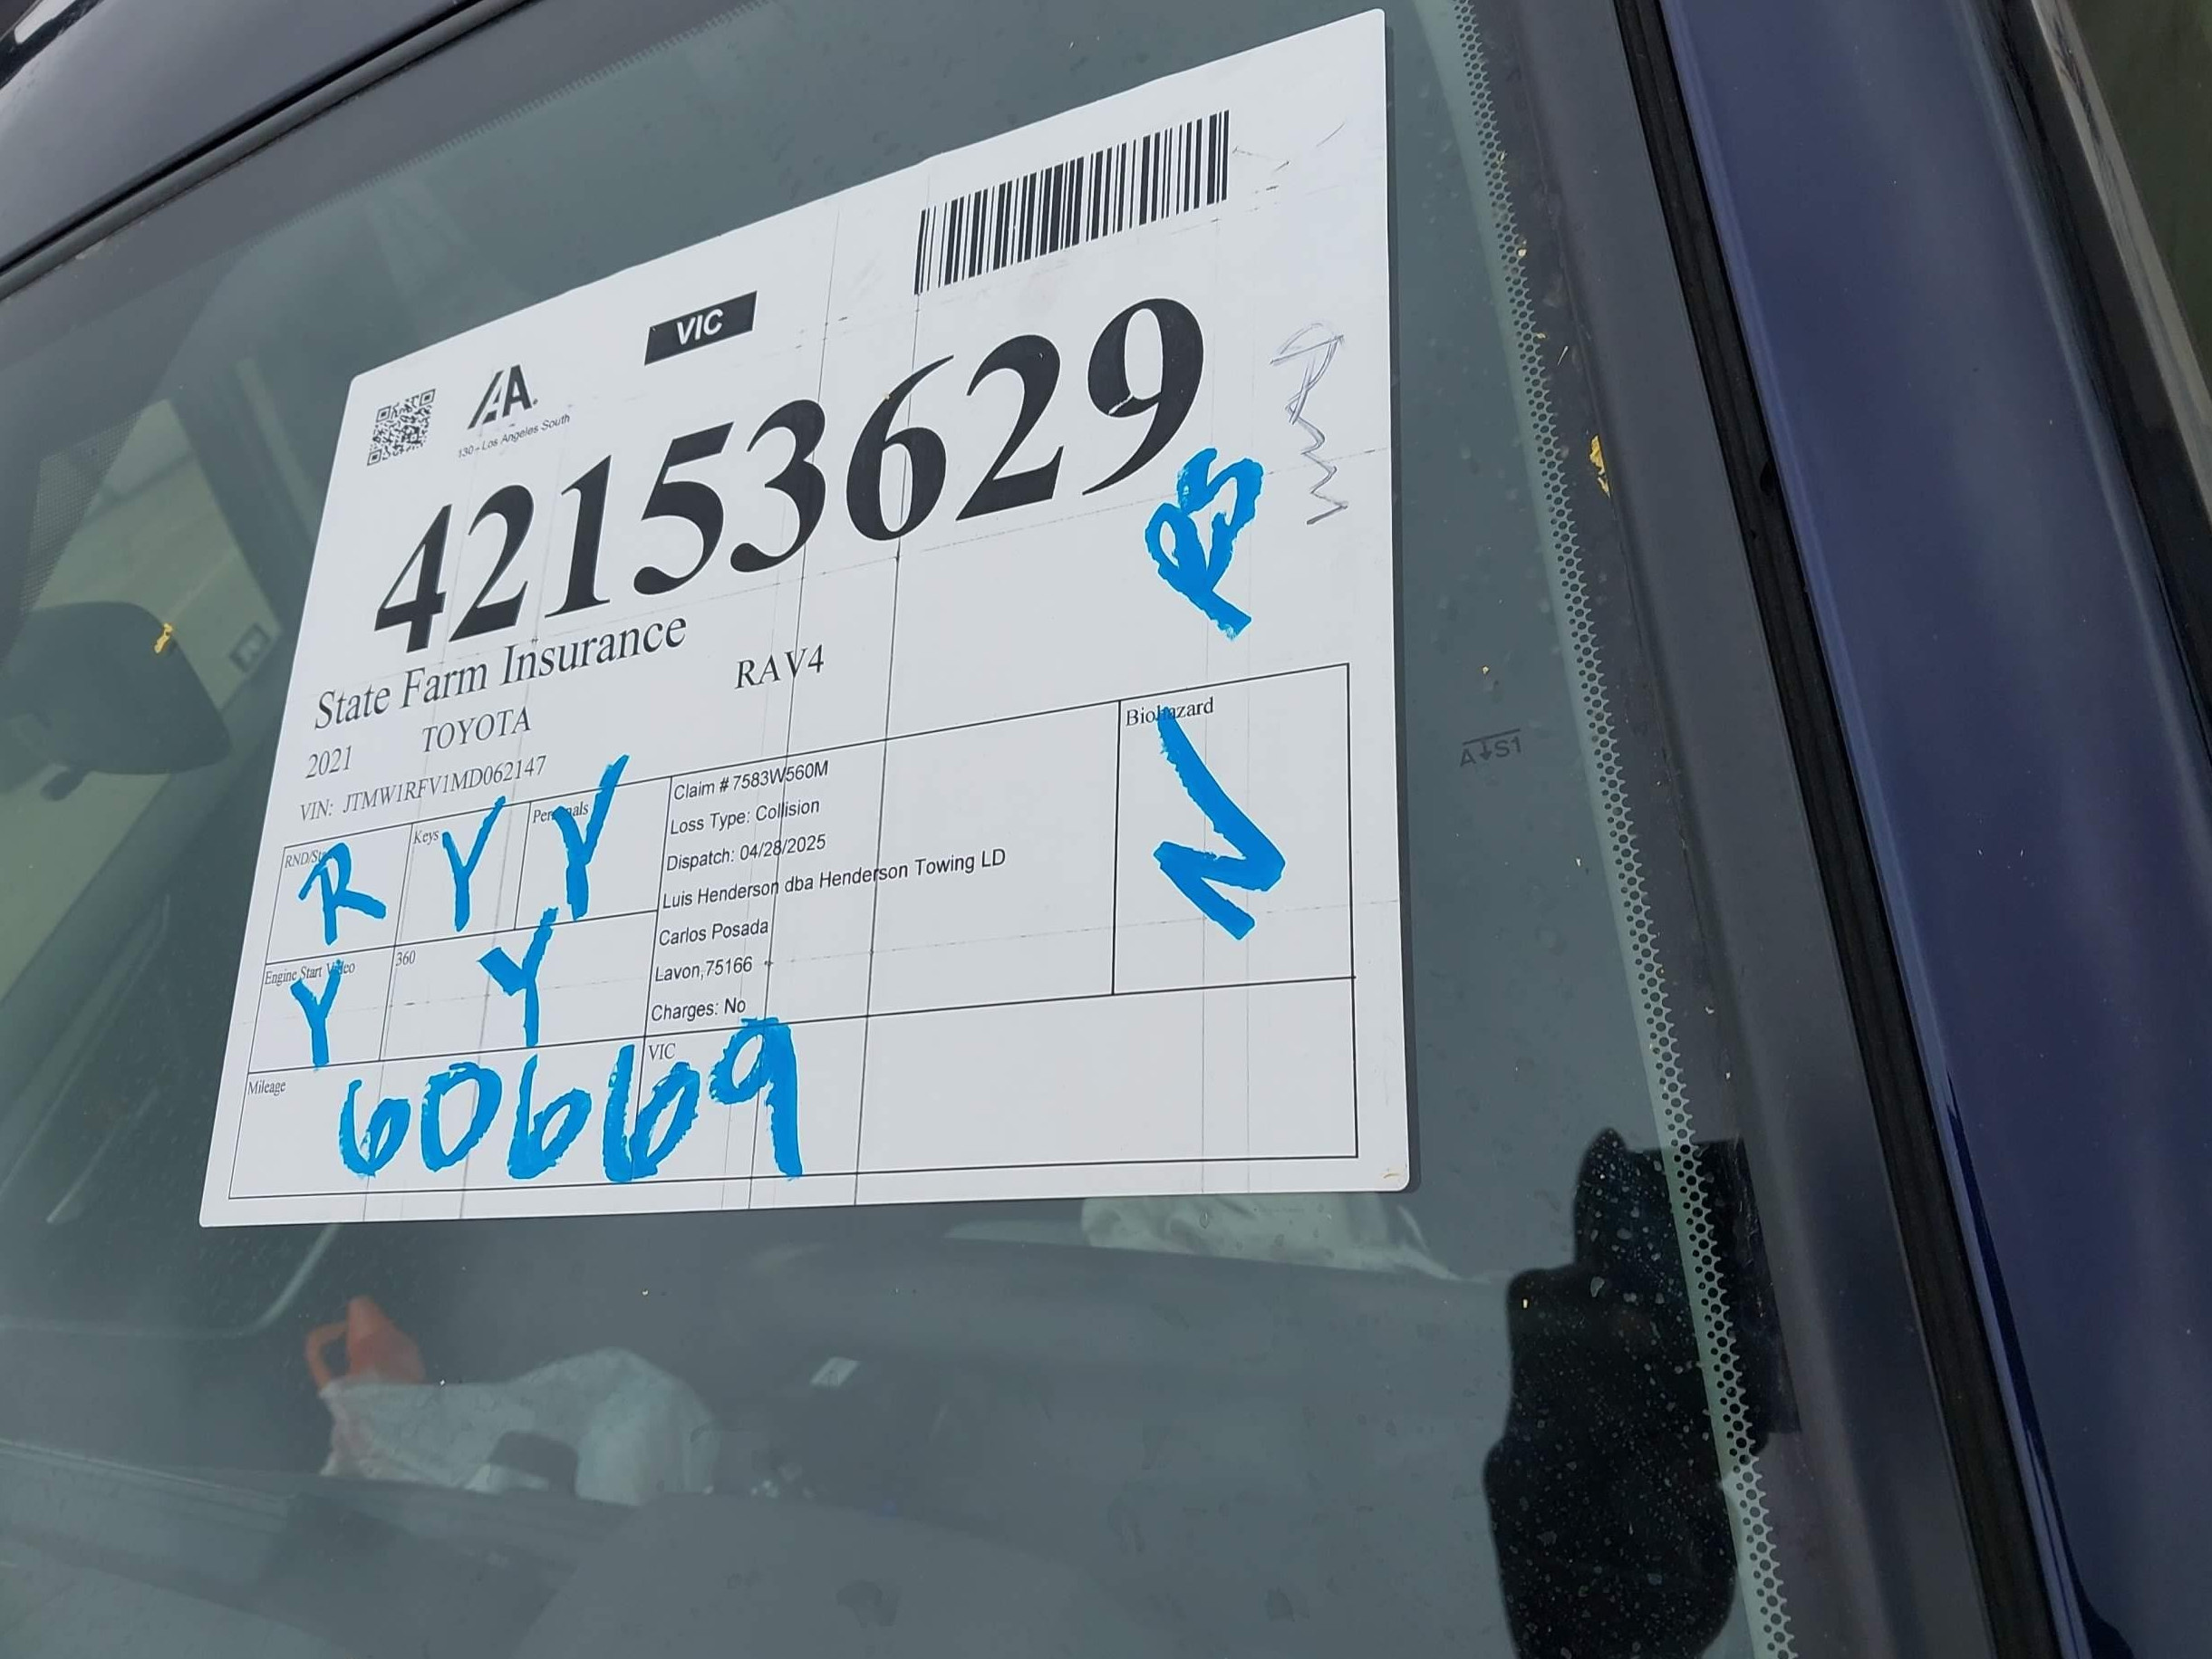 VIC
IAA.
130 - Los Angeles South
42153629
RS
State Farm Insurance
2021 TOYOTA RAV4
VIN: JTMW1RFV1MD062147
RND/St
R
Keys
Y
Personals
Y
Claim # 7583W560M
Loss Type: Collision
Dispatch: 04/28/2025
Luis Henderson dba Henderson Towing LD
Carlos Posada
Lavon,75166
Charges: No
Biohazard
N
Engine Start Video
Y
360
Y
Mileage
60669
VIC
A↓S1